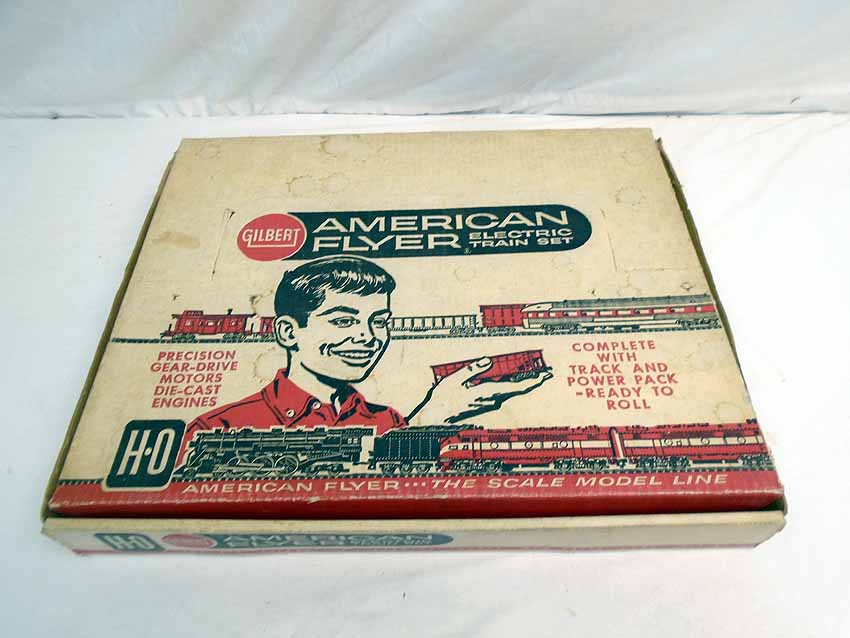 GILBERT
AMERICAN
FLYER ELECTRIC
TRAIN SET
PRECISION
GEAR-DRIVE
MOTORS
DIE-CAST
ENGINES
COMPLETE
WITH
TRACK AND
POWER PACK
-READY TO
ROLL
H·O
AMERICAN FLYER···THE SCALE MODEL LINE
H·O
AMERICAN